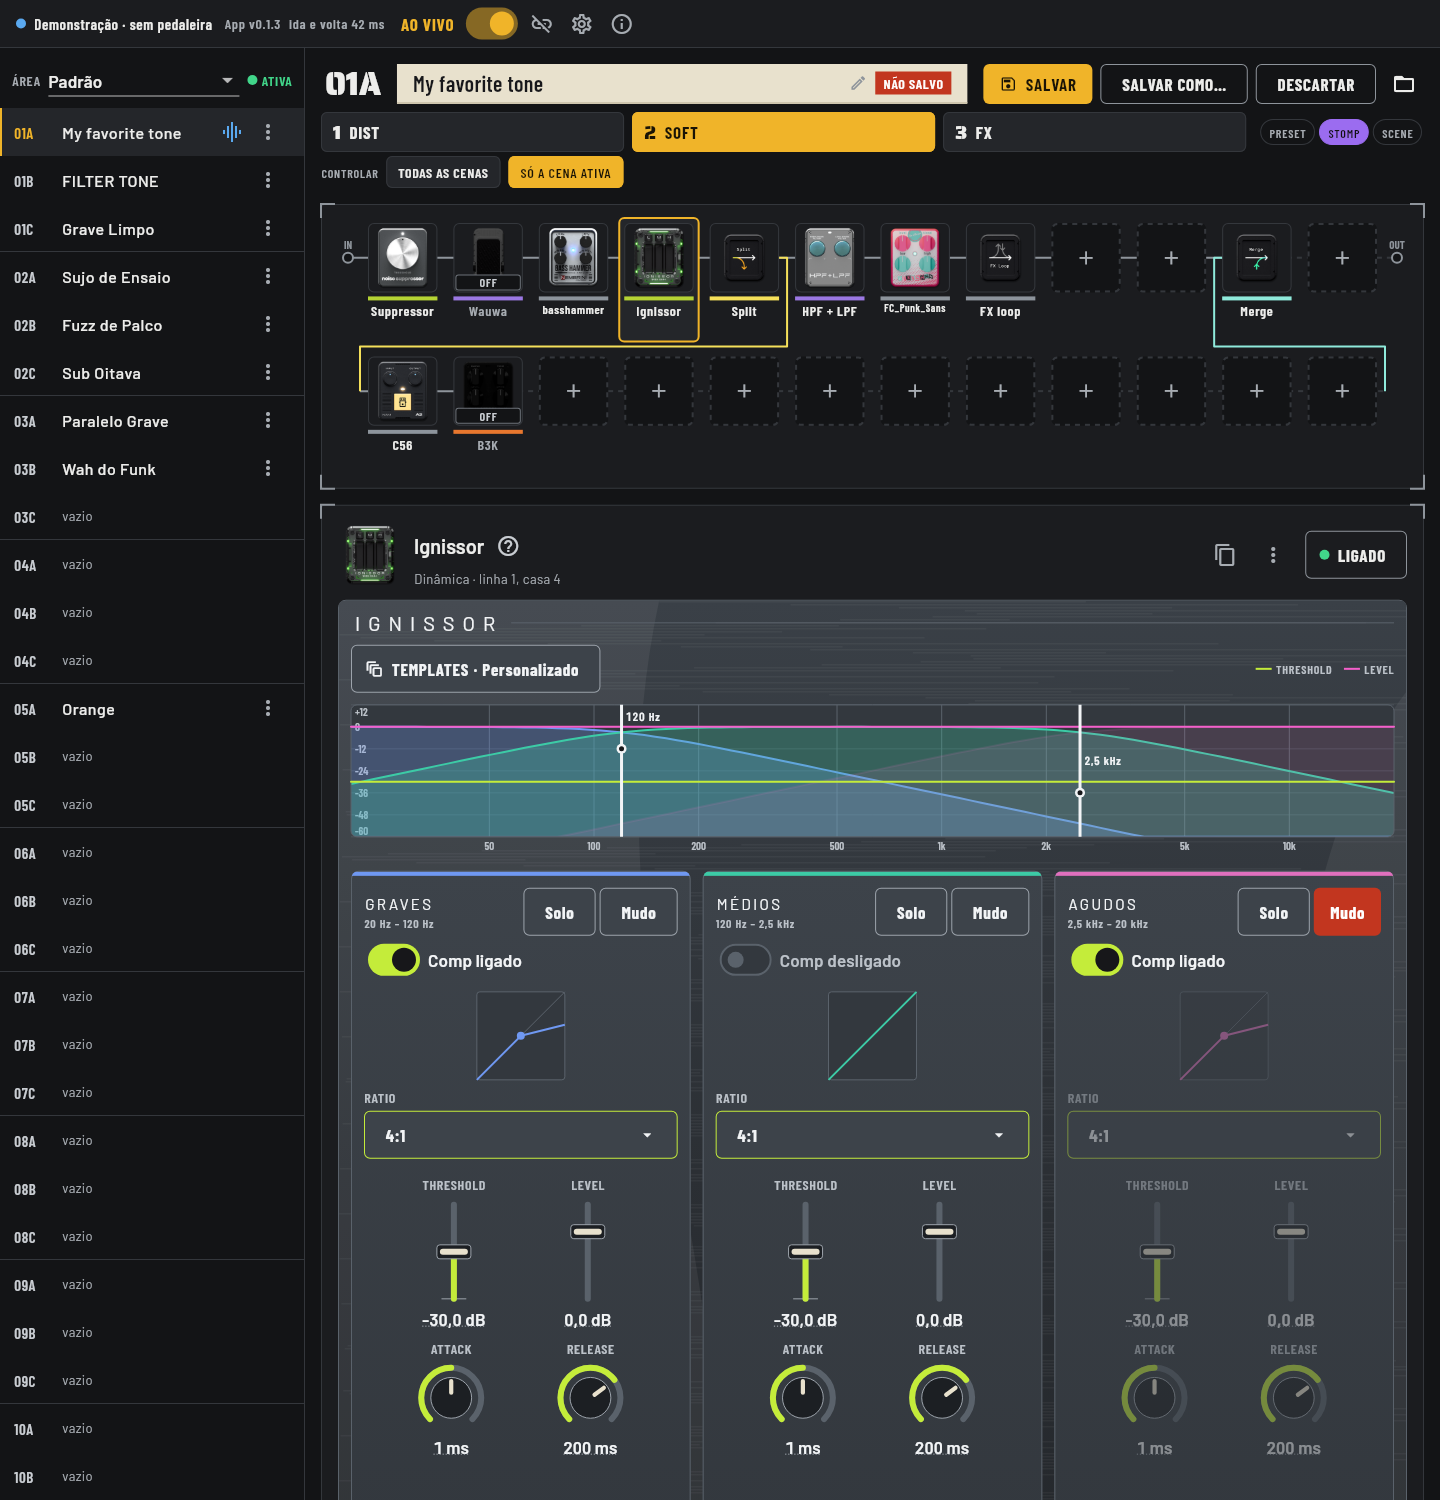 Demonstração · sem pedaleira App v0.1.3 Ida e volta 42 ms AO VIVO
ÁREA Padrão ATIVA
01A My favorite tone
01B FILTER TONE
01C Grave Limpo
02A Sujo de Ensaio
02B Fuzz de Palco
02C Sub Oitava
03A Paralelo Grave
03B Wah do Funk
03C vazio
04A vazio
04B vazio
04C vazio
05A Orange
05B vazio
05C vazio
06A vazio
06B vazio
06C vazio
07A vazio
07B vazio
07C vazio
08A vazio
08B vazio
08C vazio
09A vazio
09B vazio
09C vazio
10A vazio
10B vazio
01A My favorite tone NÃO SALVO SALVAR SALVAR COMO... DESCARTAR
1 DIST 2 SOFT 3 FX PRESET STOMP SCENE
CONTROLAR TODAS AS CENAS SÓ A CENA ATIVA
IN OFF Split FX Loop Merge OUT
Suppressor Wauwa basshammer Ignissor Split HPF + LPF FC_Punk_Sans FX loop Merge
OFF
C56 B3K
Ignissor
Dinâmica · linha 1, casa 4
LIGADO
IGNISSOR
TEMPLATES · Personalizado THRESHOLD LEVEL
+12
0
-12
-24
-36
-48
-60
120 Hz
2,5 kHz
50 100 200 500 1k 2k 5k 10k
GRAVES
20 Hz – 120 Hz
Solo Mudo
Comp ligado
RATIO
4:1
THRESHOLD LEVEL
-30,0 dB 0,0 dB
ATTACK RELEASE
1 ms 200 ms
MÉDIOS
120 Hz – 2,5 kHz
Solo Mudo
Comp desligado
RATIO
4:1
THRESHOLD LEVEL
-30,0 dB 0,0 dB
ATTACK RELEASE
1 ms 200 ms
AGUDOS
2,5 kHz – 20 kHz
Solo Mudo
Comp ligado
RATIO
4:1
THRESHOLD LEVEL
-30,0 dB 0,0 dB
ATTACK RELEASE
1 ms 200 ms